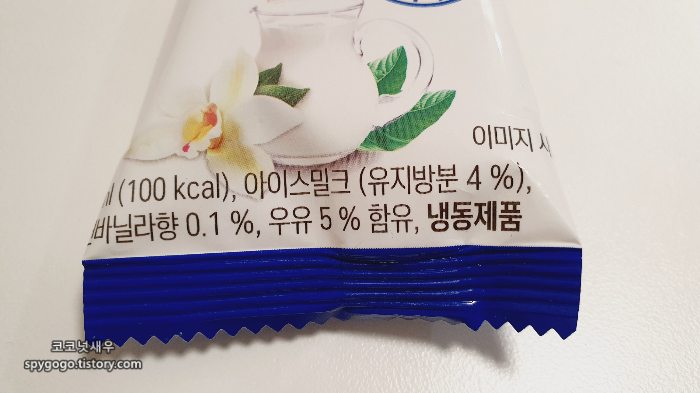 이미지 사
ml (100 kcal), 아이스밀크 (유지방분 4 %),
바닐라향 0.1 %, 우유 5 % 함유, 냉동제품
코코넛새우
spygogo.tistory.com